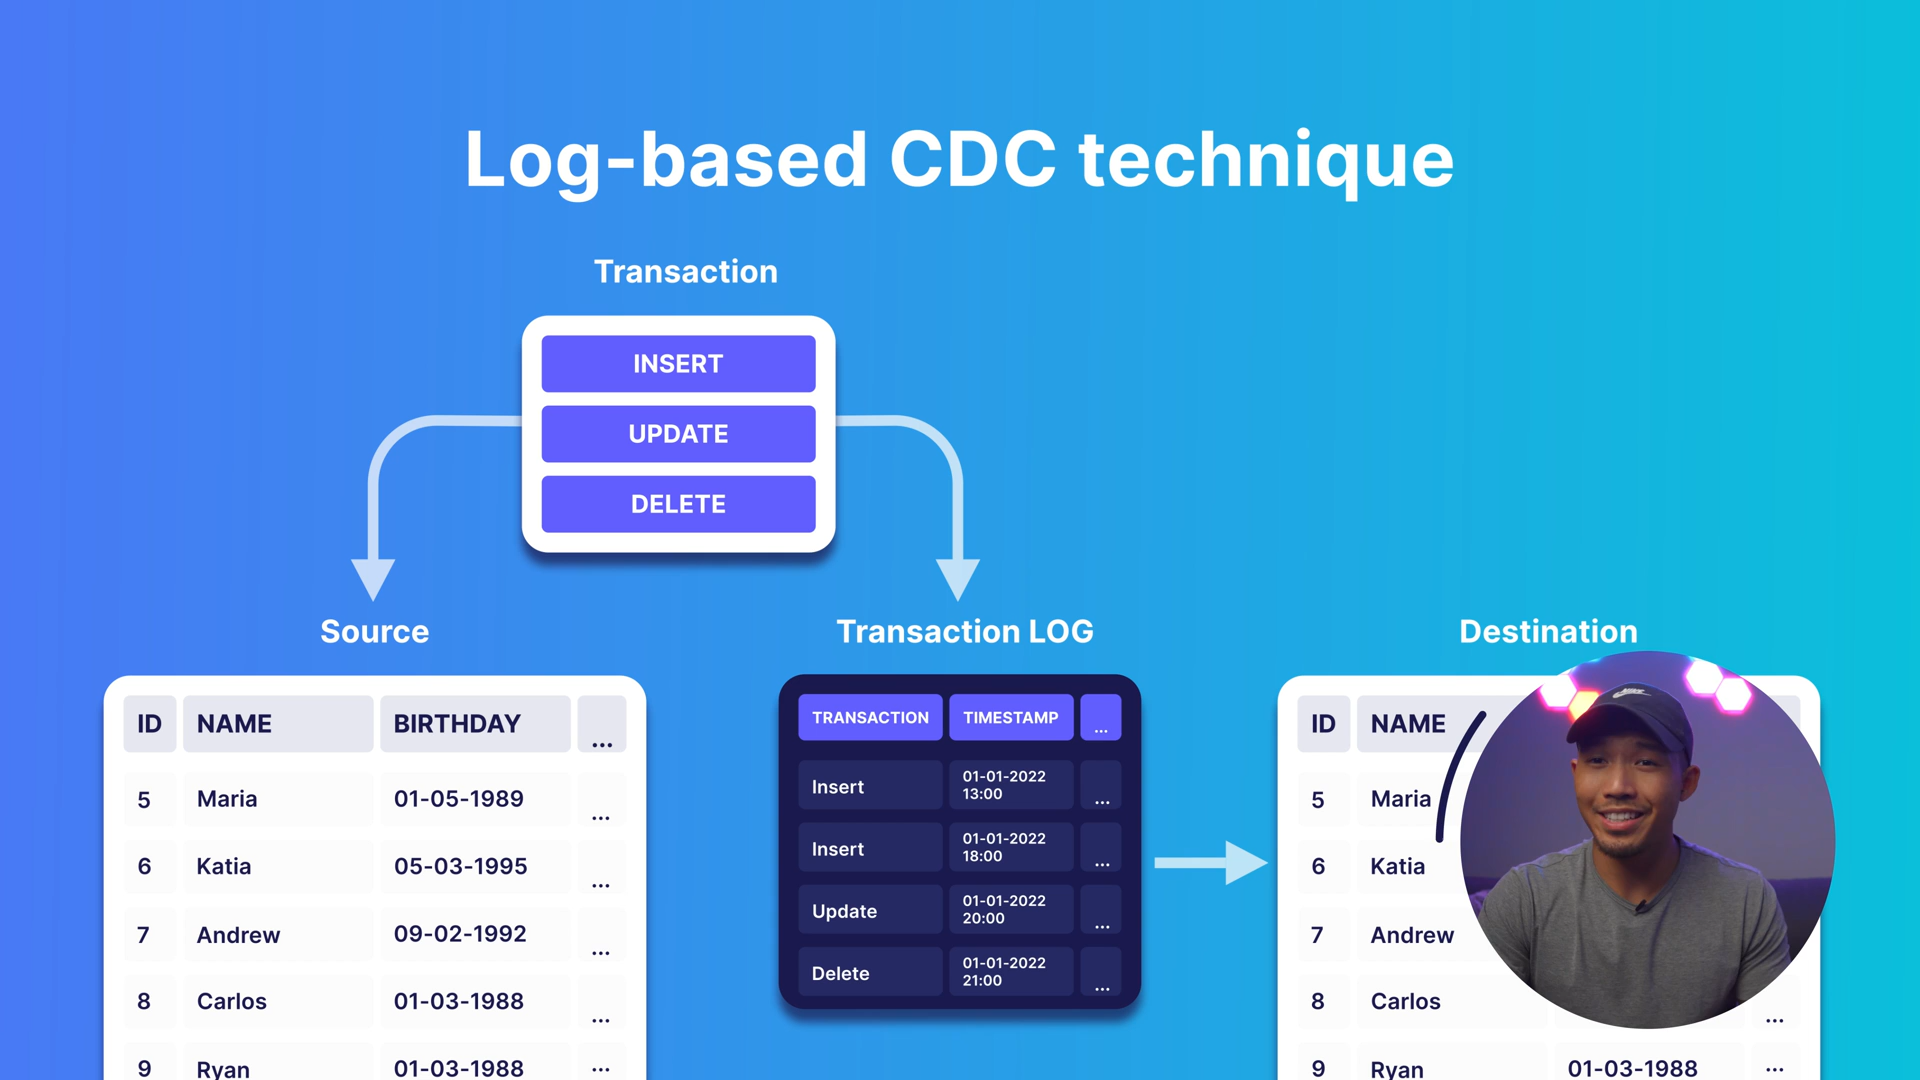 Log-based CDC technique
Transaction
INSERT
UPDATE
DELETE
Source
Transaction LOG
Destination
ID NAME BIRTHDAY ...
5 Maria 01-05-1989 ...
6 Katia 05-03-1995 ...
7 Andrew 09-02-1992 ...
8 Carlos 01-03-1988 ...
9 Ryan 01-03-1988 ...
TRANSACTION TIMESTAMP ...
Insert 01-01-2022 13:00 ...
Insert 01-01-2022 18:00 ...
Update 01-01-2022 20:00 ...
Delete 01-01-2022 21:00 ...
ID NAME
5 Maria
6 Katia
7 Andrew
8 Carlos ...
9 Ryan 01-03-1988 ...